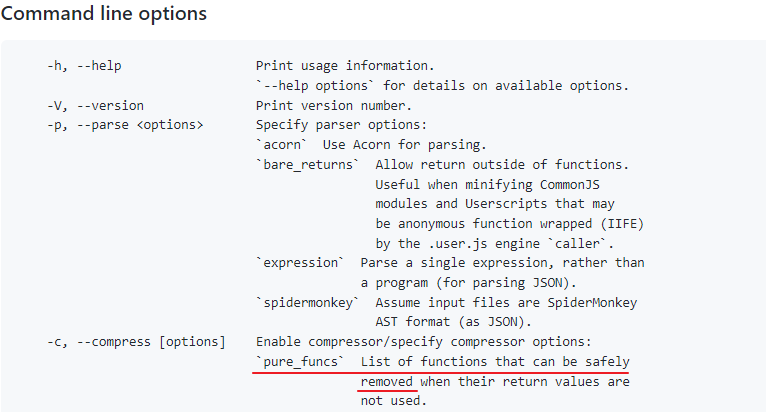 Command line options
-h, --help Print usage information.
`--help options` for details on available options.
-V, --version Print version number.
-p, --parse <options> Specify parser options:
`acorn` Use Acorn for parsing.
`bare_returns` Allow return outside of functions.
Useful when minifying CommonJS
modules and Userscripts that may
be anonymous function wrapped (IIFE)
by the .user.js engine `caller`.
`expression` Parse a single expression, rather than
a program (for parsing JSON).
`spidermonkey` Assume input files are SpiderMonkey
AST format (as JSON).
-c, --compress [options] Enable compressor/specify compressor options:
`pure_funcs` List of functions that can be safely
removed when their return values are
not used.